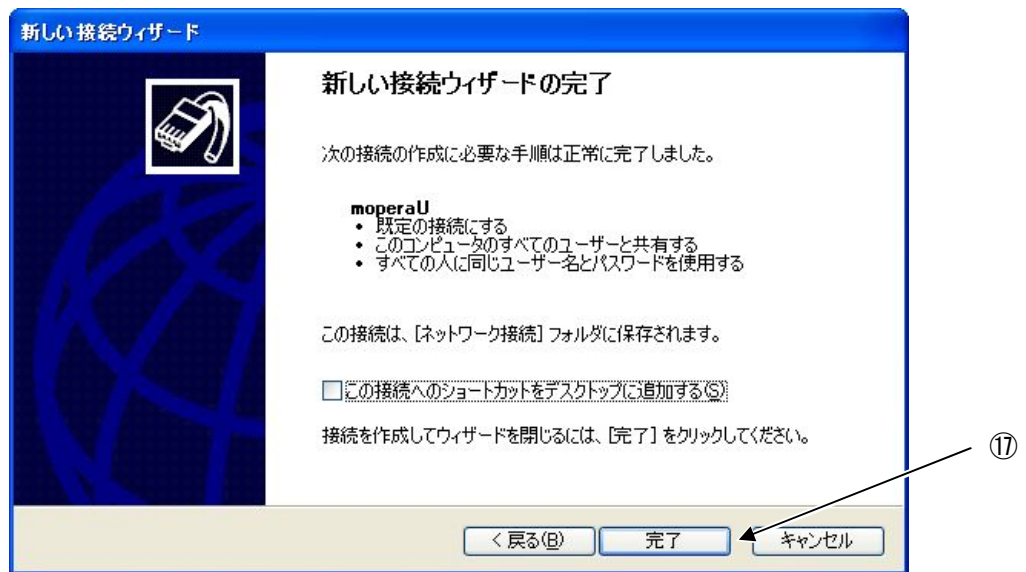 新しい接続ウィザード
新しい接続ウィザードの完了
次の接続の作成に必要な手順は正常に完了しました。
moperaU
• 既定の接続にする
• このコンピュータのすべてのユーザーと共有する
• すべての人に同じユーザー名とパスワードを使用する
この接続は、[ネットワーク接続] フォルダに保存されます。
この接続へのショートカットをデスクトップに追加する(S)
接続を作成してウィザードを閉じるには、[完了] をクリックしてください。
⑰
< 戻る(B) 完了 キャンセル